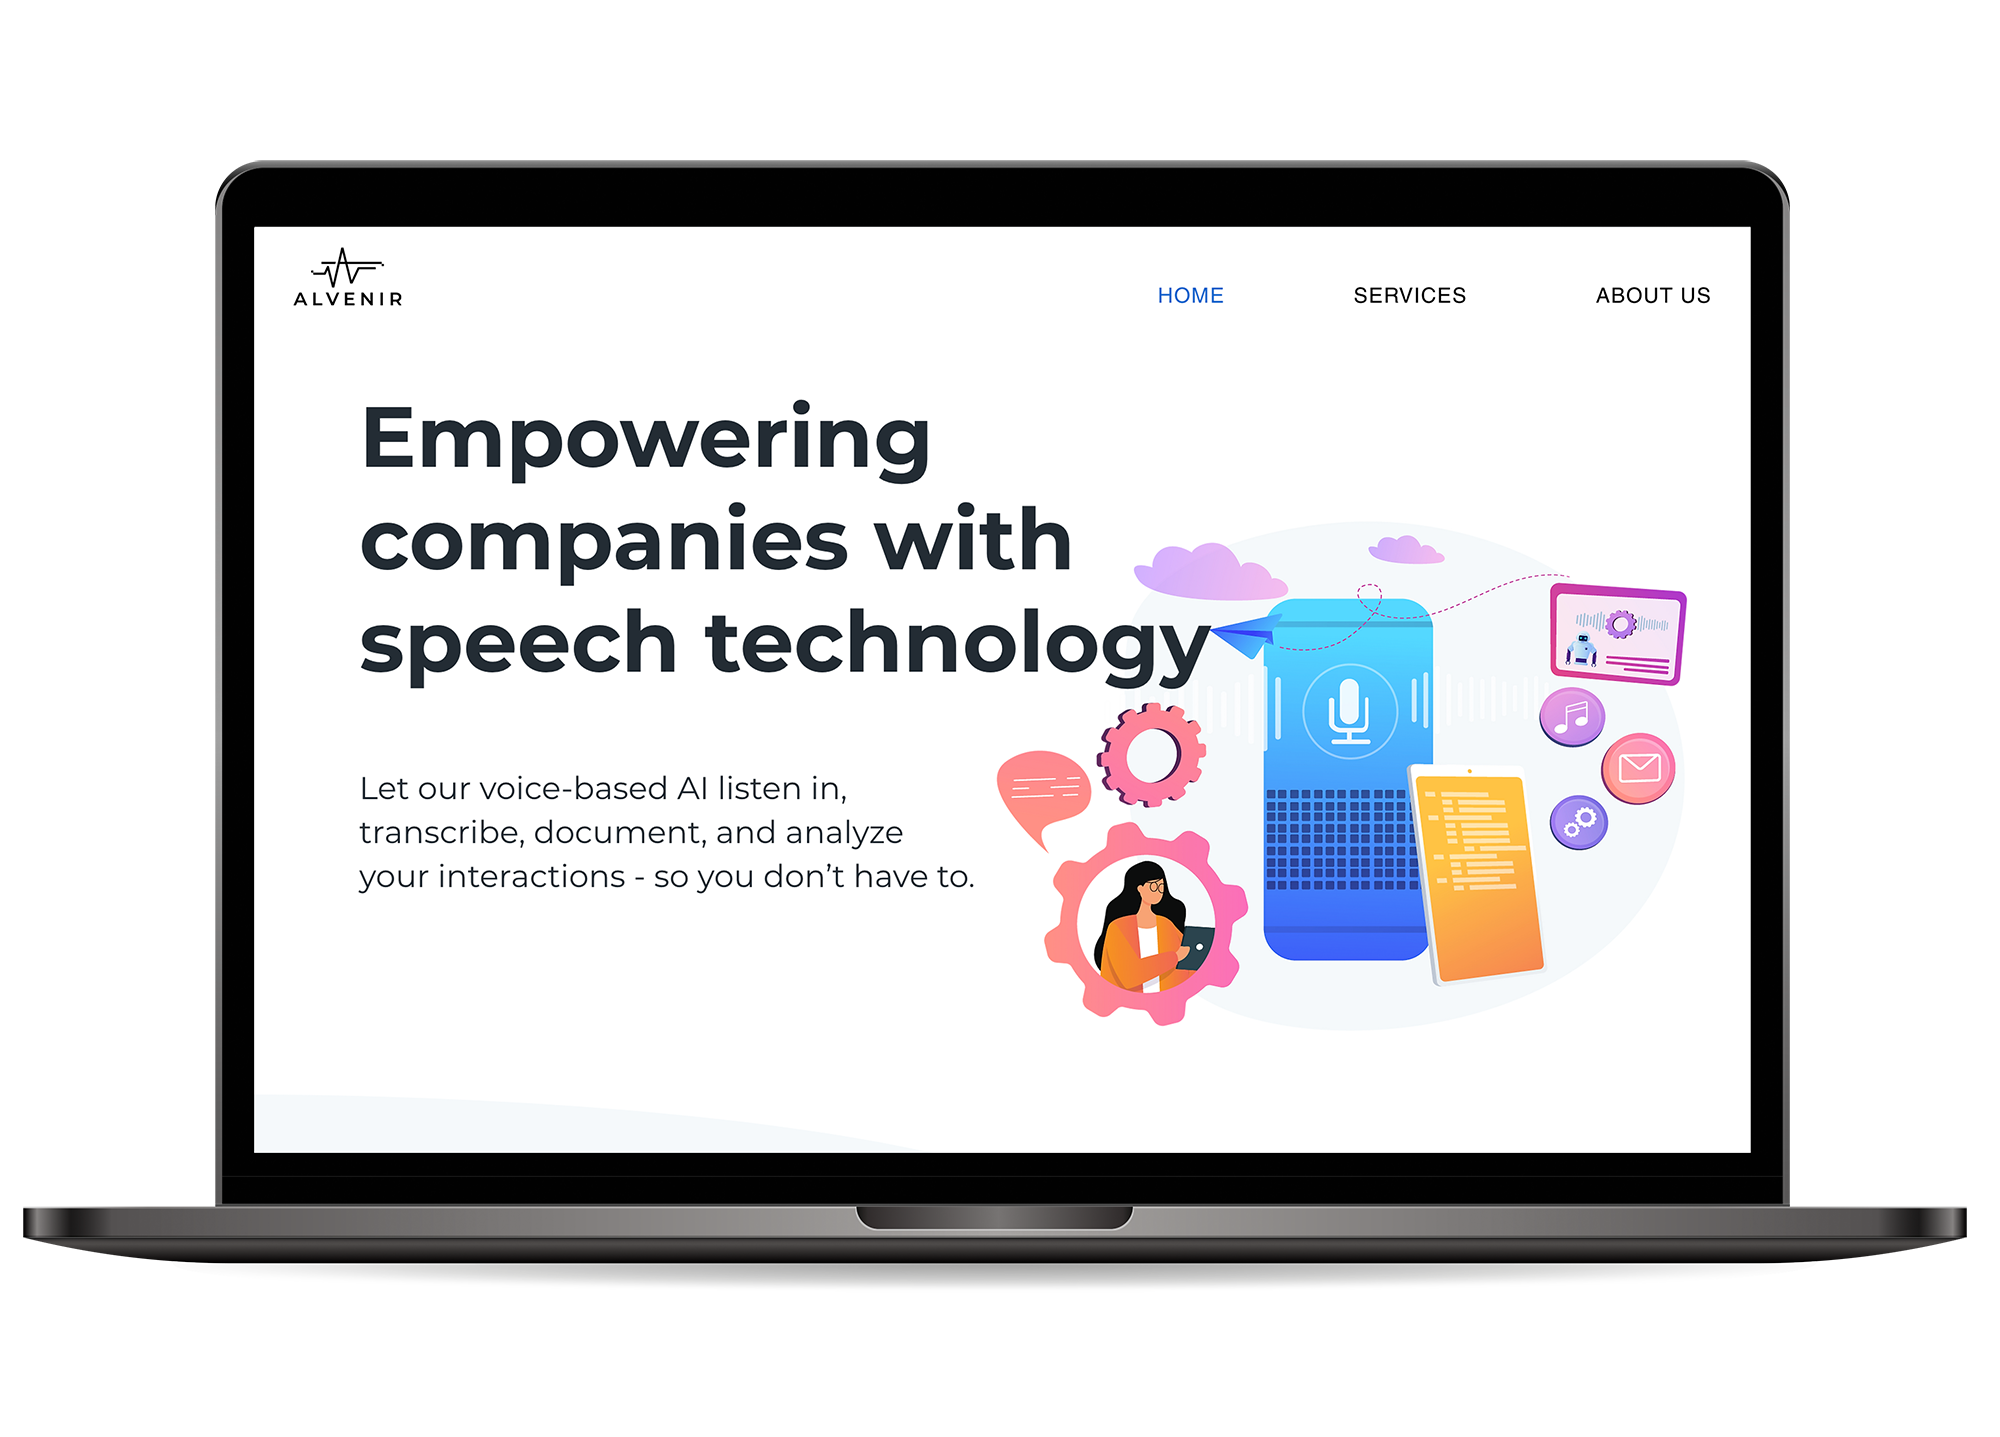 ALVENIR
HOME SERVICES ABOUT US
Empowering
companies with
speech technology
Let our voice-based AI listen in,
transcribe, document, and analyze
your interactions - so you don’t have to.